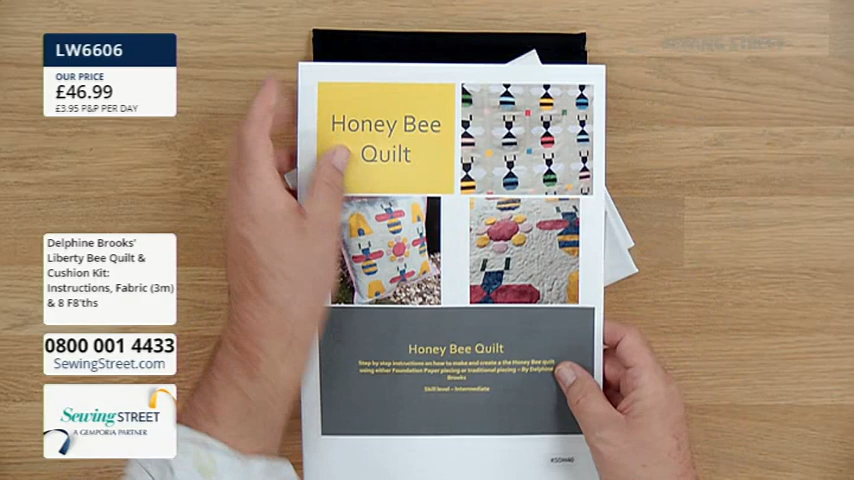 LW6606
OUR PRICE
£46.99
£3.95 P&P PER DAY
SEWING STREET
Honey Bee
Quilt
Delphine Brooks'
Liberty Bee Quilt &
Cushion Kit:
Instructions, Fabric (3m)
& 8 F8'ths
0800 001 4433
SewingStreet.com
Sewing STREET
A GEMPORIA PARTNER
Honey Bee Quilt
Step by step instructions on how to make and create a the Honey Bee quilt
using either Foundation Paper piecing or traditional piecing – By Delphine
Brooks
Skill level – Intermediate